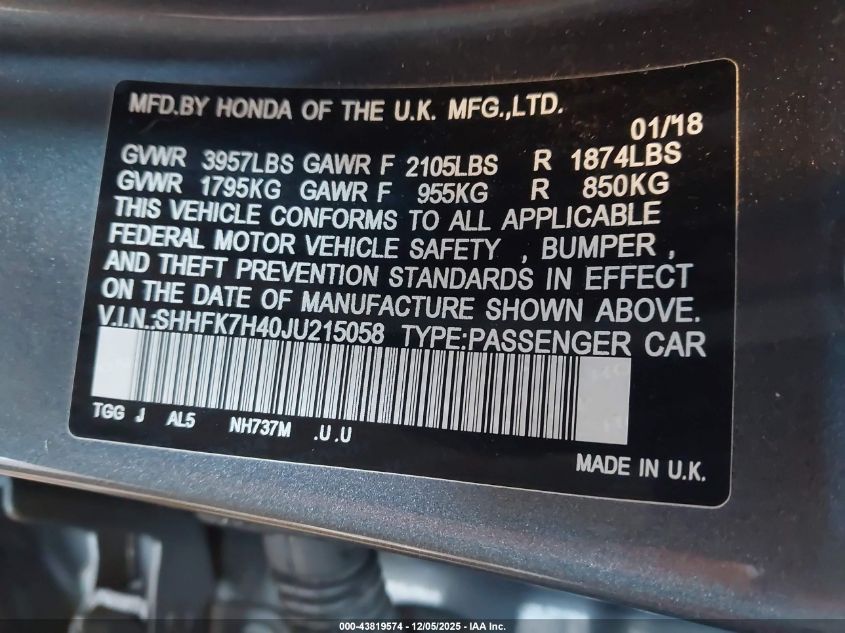 MFD.BY HONDA OF THE U.K. MFG.,LTD.
01/'18
GVWR 3957LBS GAWR F 2105LBS R 1874LBS
GVWR 1795KG GAWR F 955KG R 850KG
THIS VEHICLE CONFORMS TO ALL APPLICABLE
FEDERAL MOTOR VEHICLE SAFETY , BUMPER ,
AND THEFT PREVENTION STANDARDS IN EFFECT
ON THE DATE OF MANUFACTURE SHOWN ABOVE.
V.I.N.:SHHFK7H40JU215058 TYPE:PASSENGER CAR
TGG J AL5 NH737M .U .U
MADE IN U.K.
000-43819574 - 12/05/2025 - IAA Inc.